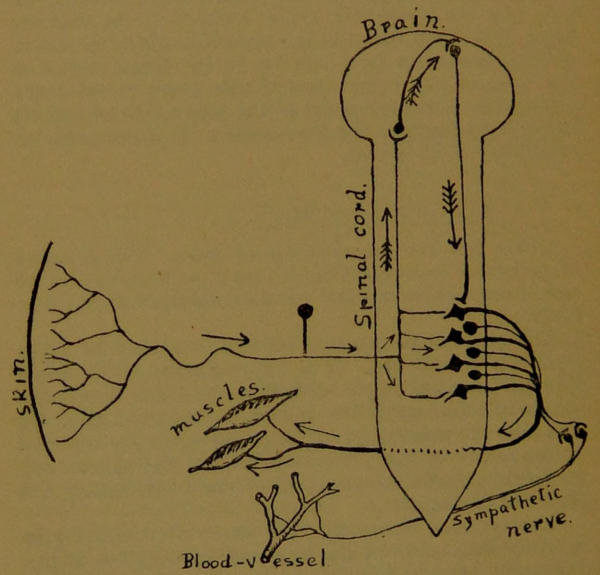 Brain.
Spinal cord.
skin.
muscles.
Sympathetic
nerve.
Blood-vessel